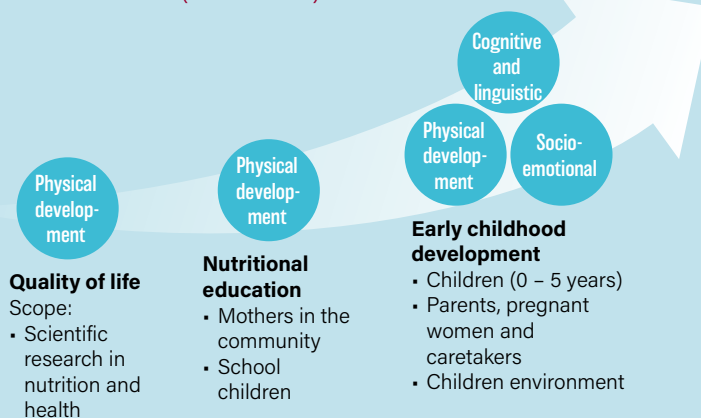 Physical
develop-
ment
Quality of life
Scope:
▪ Scientific
research in
nutrition and
health
Physical
develop-
ment
Nutritional
education
▪ Mothers in the
community
▪ School
children
Cognitive
and
linguistic
Physical
develop-
ment
Socio-
emotional
Early childhood
development
▪ Children (0 – 5 years)
▪ Parents, pregnant
women and
caretakers
▪ Children environment